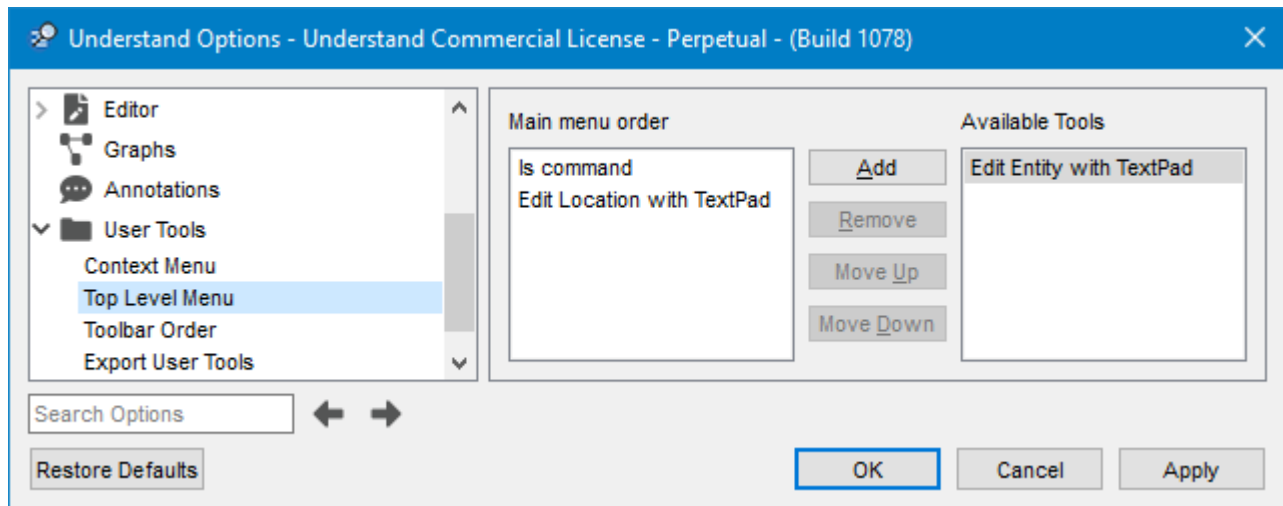 Understand Options - Understand Commercial License - Perpetual - (Build 1078)
Editor
Graphs
Annotations
User Tools
Context Menu
Top Level Menu
Toolbar Order
Export User Tools
Main menu order
ls command
Edit Location with TextPad
Add
Remove
Move Up
Move Down
Available Tools
Edit Entity with TextPad
Search Options
Restore Defaults
OK
Cancel
Apply